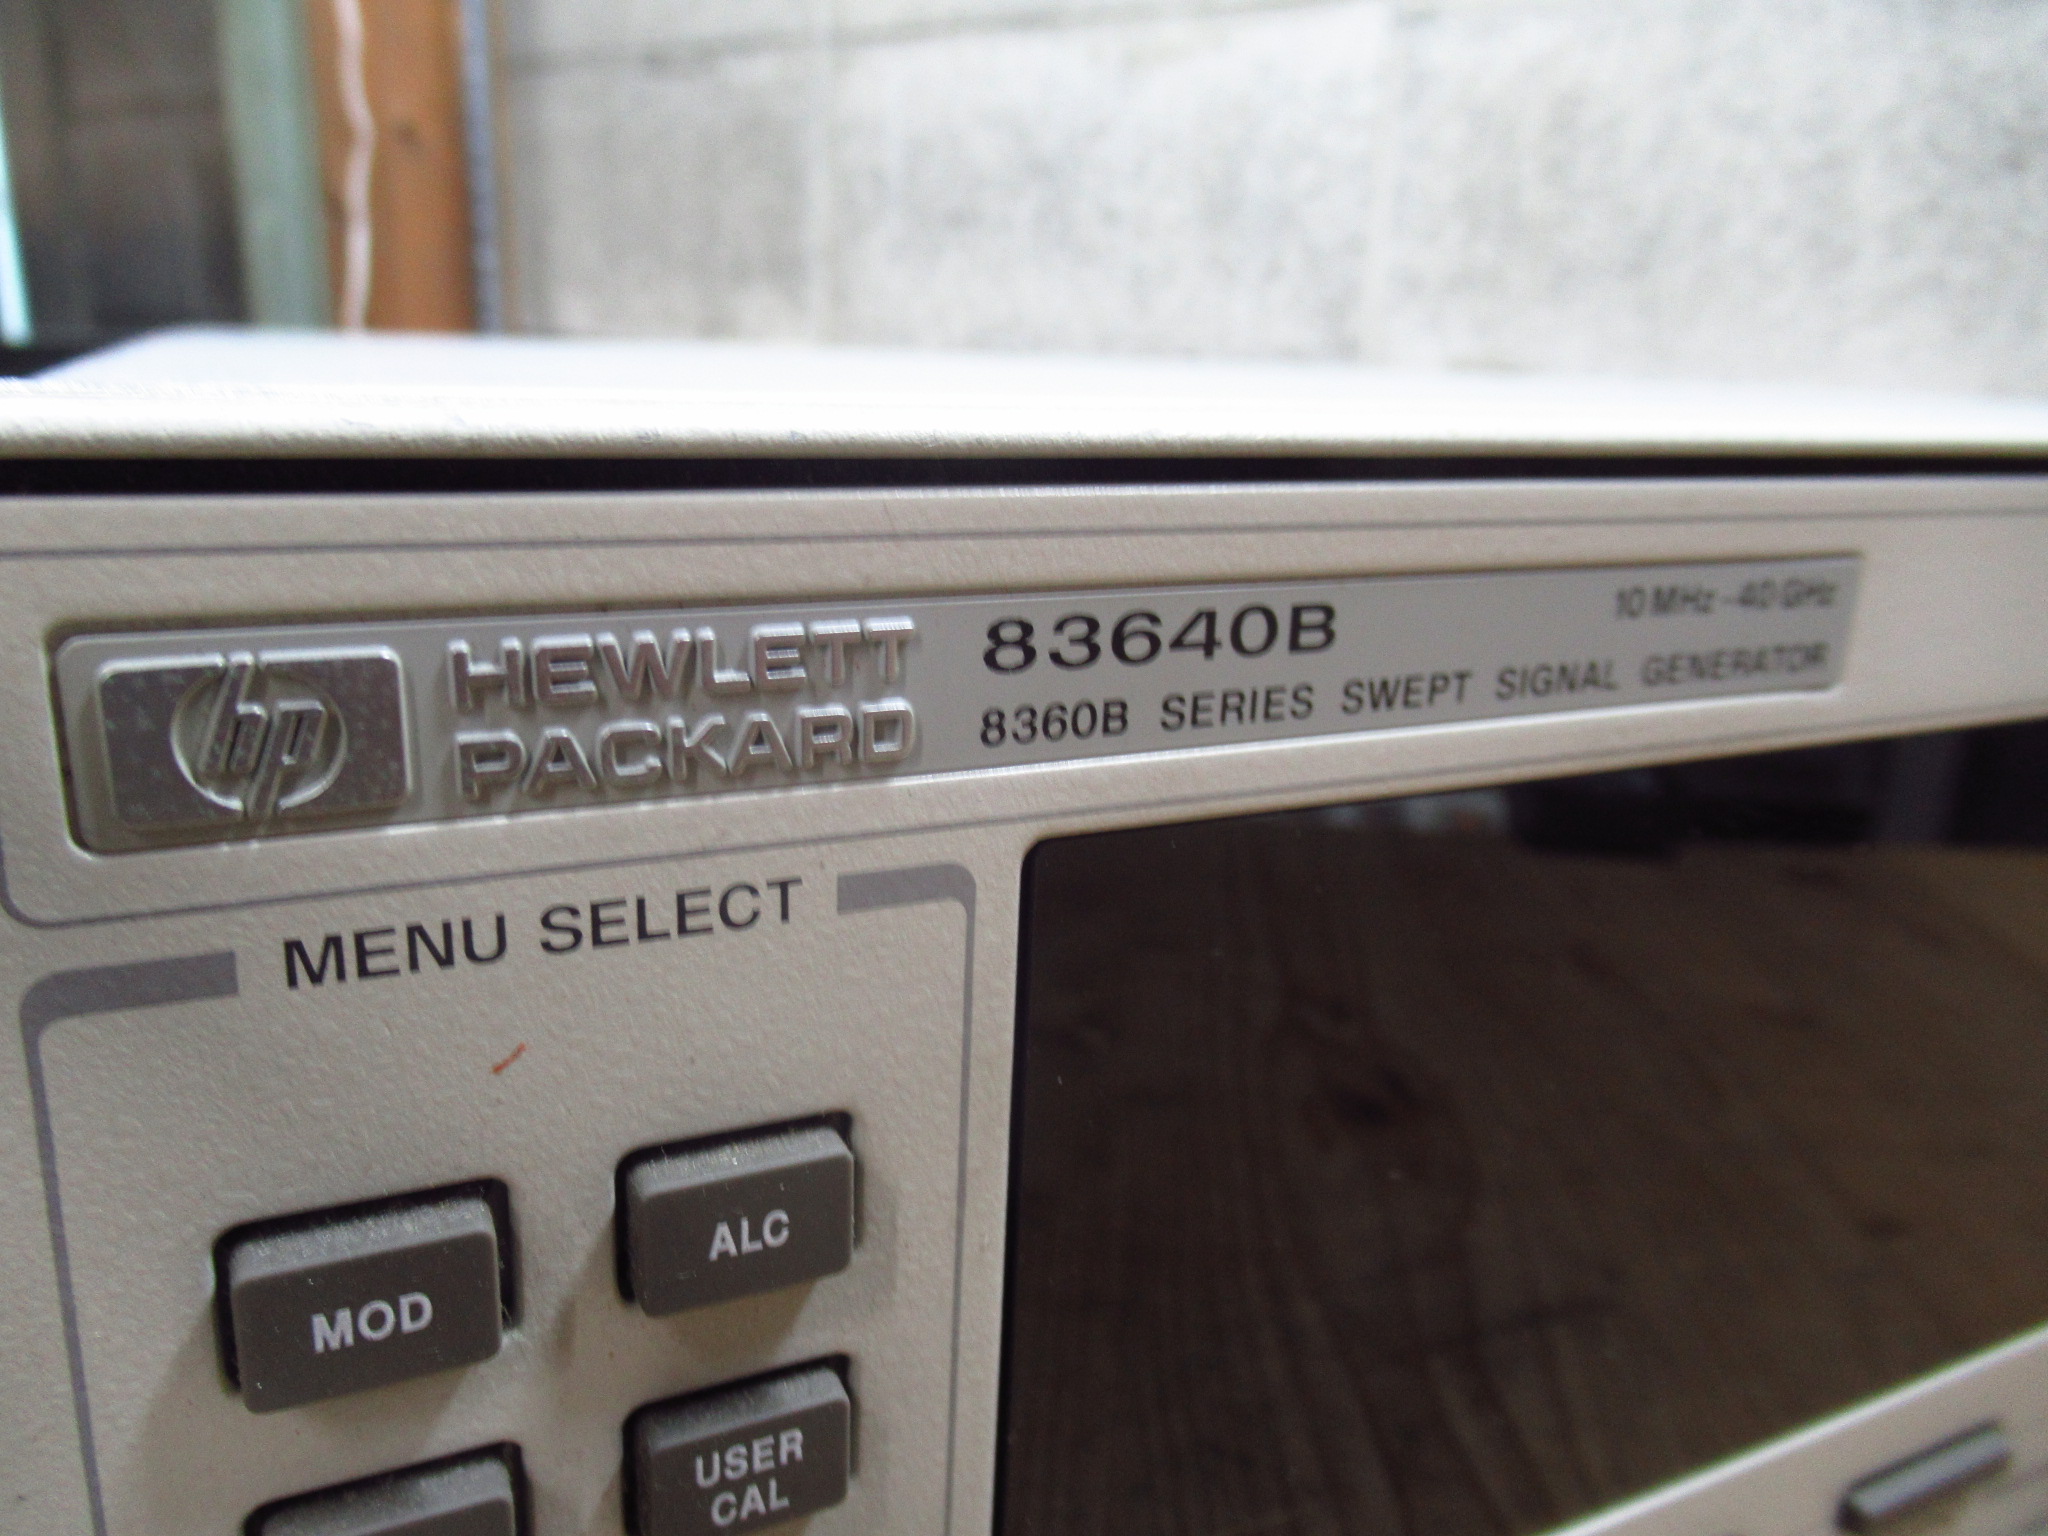 hp
HEWLETT
PACKARD
83640B
10 MHz - 40 GHz
8360B SERIES SWEPT SIGNAL GENERATOR
MENU SELECT
MOD
ALC
USER
CAL